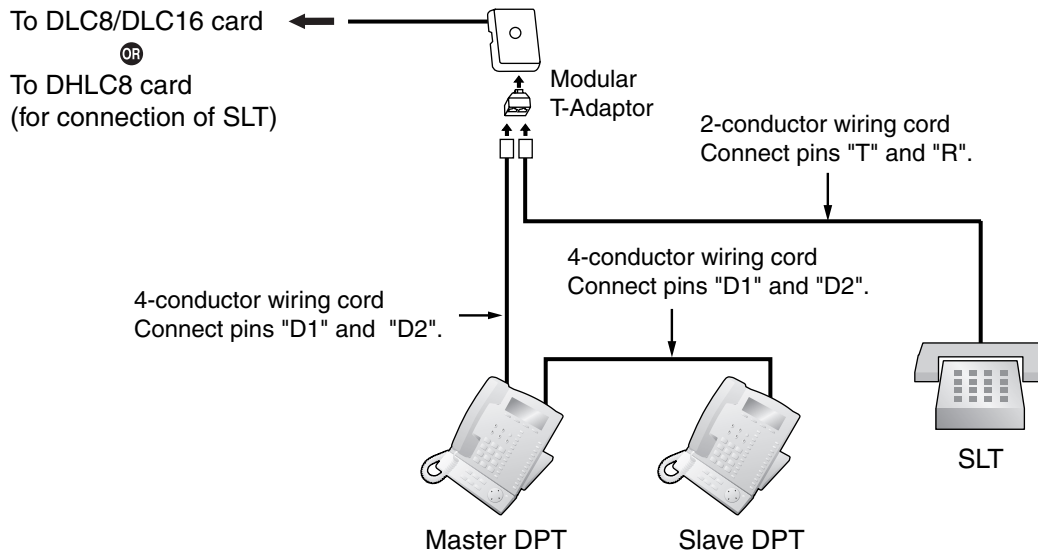 To DLC8/DLC16 card
OR
To DHLC8 card
(for connection of SLT)
Modular
T-Adaptor
2-conductor wiring cord
Connect pins "T" and "R".
4-conductor wiring cord
Connect pins "D1" and "D2".
4-conductor wiring cord
Connect pins "D1" and  "D2".
SLT
Master DPT
Slave DPT